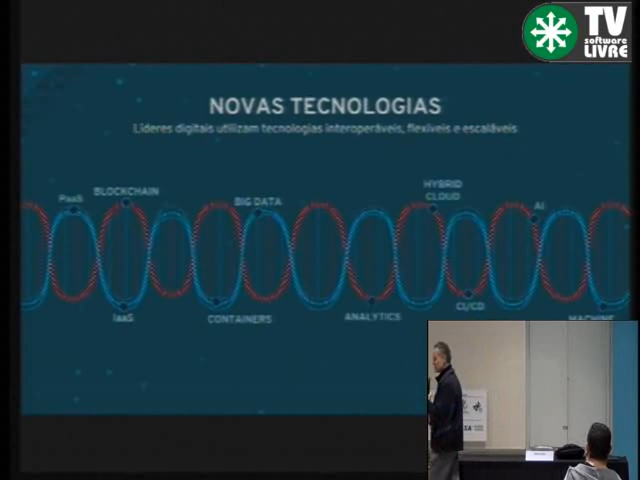 TV
software
LIVRE
NOVAS TECNOLOGIAS
Líderes digitais utilizam tecnologias interoperáveis, flexíveis e escaláveis
PaaS
BLOCKCHAIN
BIG DATA
HYBRID
CLOUD
AI
IaaS
CONTAINERS
ANALYTICS
CI/CD
MACHINE